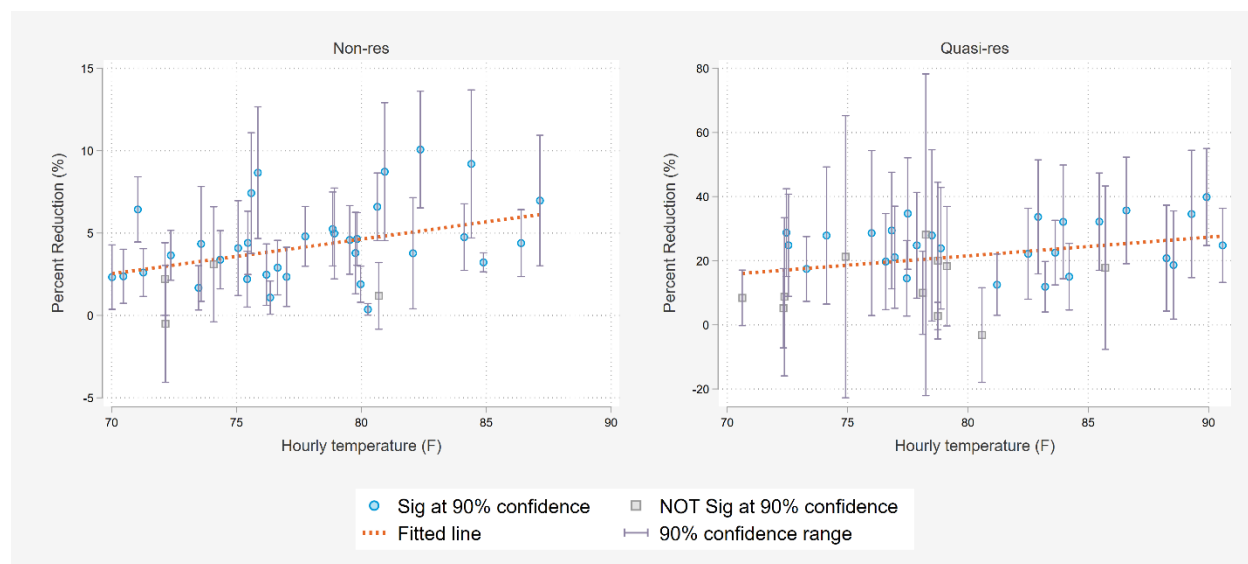 Non-res
Percent Reduction (%)
15
10
5
0
-5
70
75
80
85
90
Hourly temperature (F)
Quasi-res
Percent Reduction (%)
80
60
40
20
0
-20
70
75
80
85
90
Hourly temperature (F)
Sig at 90% confidence
NOT Sig at 90% confidence
Fitted line
90% confidence range